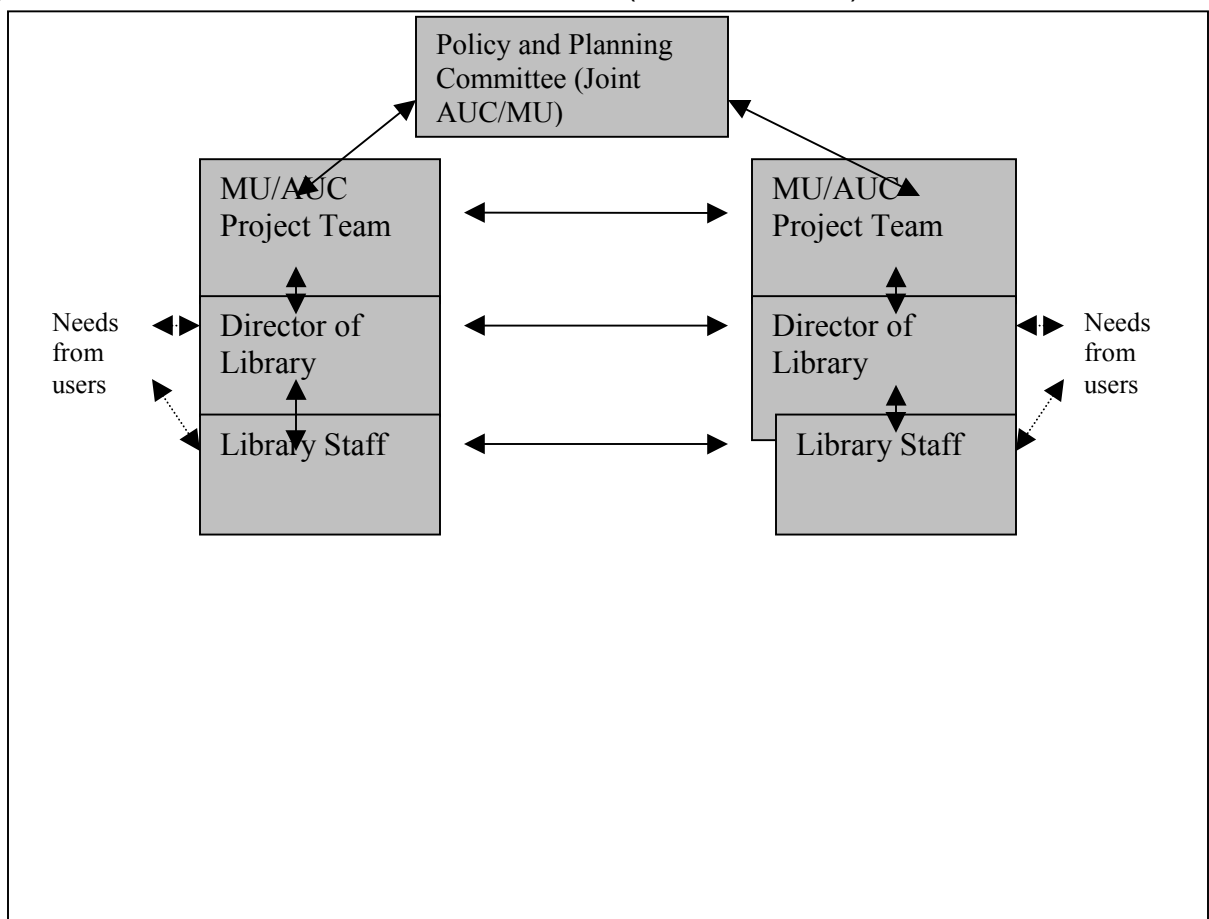 Policy and Planning
Committee (Joint
AUC/MU)
MU/AUC
Project Team
MU/AUC
Project Team
Needs
from
users
Director of
Library
Director of
Library
Needs
from
users
Library Staff
Library Staff